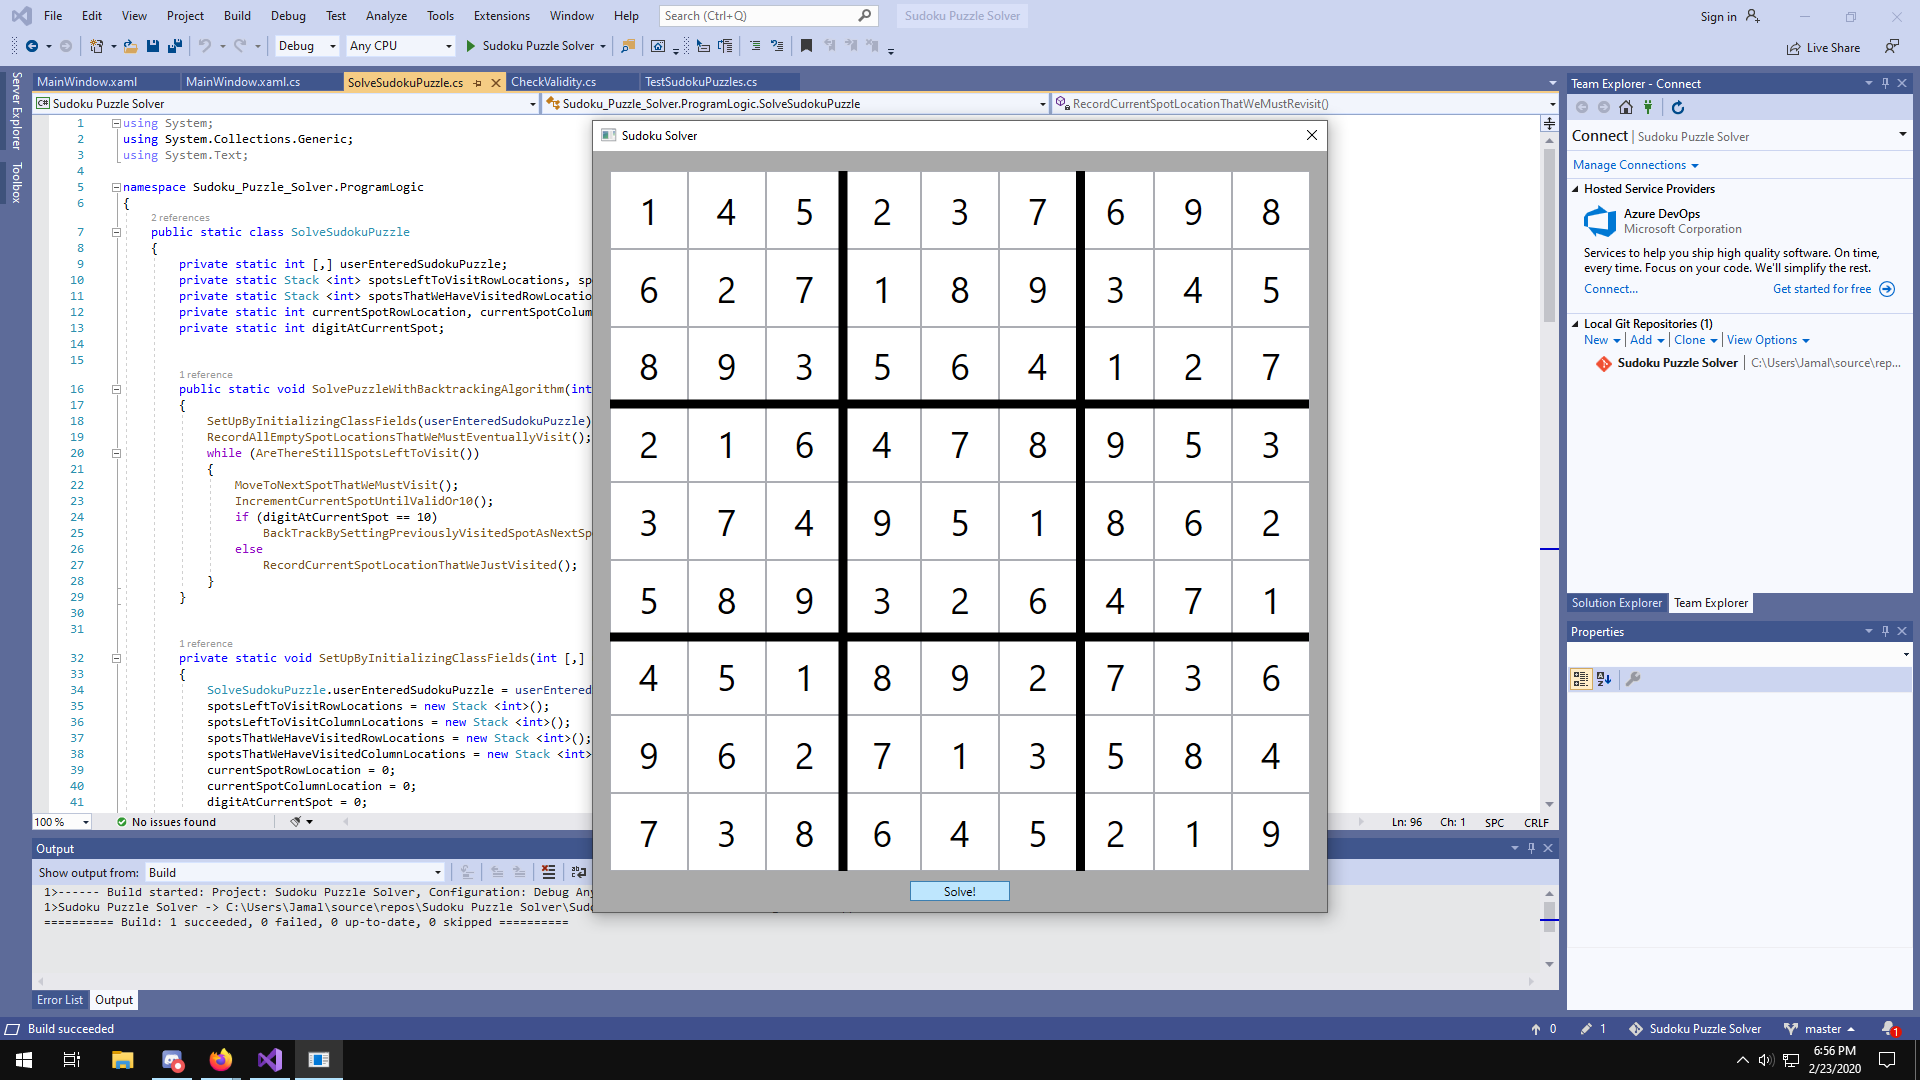 File Edit View Project Build Debug Test Analyze Tools Extensions Window Help Search (Ctrl+Q) Sudoku Puzzle Solver Sign in
Debug Any CPU Sudoku Puzzle Solver Live Share
Server Explorer
Toolbox
MainWindow.xaml MainWindow.xaml.cs SolveSudokuPuzzle.cs CheckValidity.cs TestSudokuPuzzles.cs
C# Sudoku Puzzle Solver Sudoku_Puzzle_Solver.ProgramLogic.SolveSudokuPuzzle RecordCurrentSpotLocationThatWeMustRevisit()
1 using System;
2 using System.Collections.Generic;
3 using System.Text;
4
5 namespace Sudoku_Puzzle_Solver.ProgramLogic
6 {
2 references
7 public static class SolveSudokuPuzzle
8 {
9 private static int [,] userEnteredSudokuPuzzle;
10 private static Stack <int> spotsLeftToVisitRowLocations, sp
11 private static Stack <int> spotsThatWeHaveVisitedRowLocatio
12 private static int currentSpotRowLocation, currentSpotColum
13 private static int digitAtCurrentSpot;
14
15
1 reference
16 public static void SolvePuzzleWithBacktrackingAlgorithm(int
17 {
18 SetUpByInitializingClassFields(userEnteredSudokuPuzzle)
19 RecordAllEmptySpotLocationsThatWeMustEventuallyVisit();
20 while (AreThereStillSpotsLeftToVisit())
21 {
22 MoveToNextSpotThatWeMustVisit();
23 IncrementCurrentSpotUntilValidOr10();
24 if (digitAtCurrentSpot == 10)
25 BackTrackBySettingPreviouslyVisitedSpotAsNextSp
26 else
27 RecordCurrentSpotLocationThatWeJustVisited();
28 }
29 }
30
31
1 reference
32 private static void SetUpByInitializingClassFields(int [,]
33 {
34 SolveSudokuPuzzle.userEnteredSudokuPuzzle = userEntered
35 spotsLeftToVisitRowLocations = new Stack <int>();
36 spotsLeftToVisitColumnLocations = new Stack <int>();
37 spotsThatWeHaveVisitedRowLocations = new Stack <int>();
38 spotsThatWeHaveVisitedColumnLocations = new Stack <int>
39 currentSpotRowLocation = 0;
40 currentSpotColumnLocation = 0;
41 digitAtCurrentSpot = 0;
100 % No issues found Ln: 96 Ch: 1 SPC CRLF
Sudoku Solver
1 4 5 2 3 7 6 9 8
6 2 7 1 8 9 3 4 5
8 9 3 5 6 4 1 2 7
2 1 6 4 7 8 9 5 3
3 7 4 9 5 1 8 6 2
5 8 9 3 2 6 4 7 1
4 5 1 8 9 2 7 3 6
9 6 2 7 1 3 5 8 4
7 3 8 6 4 5 2 1 9
Solve!
Team Explorer - Connect
Connect | Sudoku Puzzle Solver
Manage Connections
Hosted Service Providers
Azure DevOps
Microsoft Corporation
Services to help you ship high quality software. On time,
every time. Focus on your code. We'll simplify the rest.
Connect... Get started for free
Local Git Repositories (1)
New Add Clone View Options
Sudoku Puzzle Solver | C:\Users\Jamal\source\rep...
Solution Explorer Team Explorer
Properties
Output
Show output from: Build
1>------ Build started: Project: Sudoku Puzzle Solver, Configuration: Debug Any
1>Sudoku Puzzle Solver -> C:\Users\Jamal\source\repos\Sudoku Puzzle Solver\Sud
========== Build: 1 succeeded, 0 failed, 0 up-to-date, 0 skipped ==========
Error List Output
Build succeeded 0 1 Sudoku Puzzle Solver master 1
6:56 PM
2/23/2020